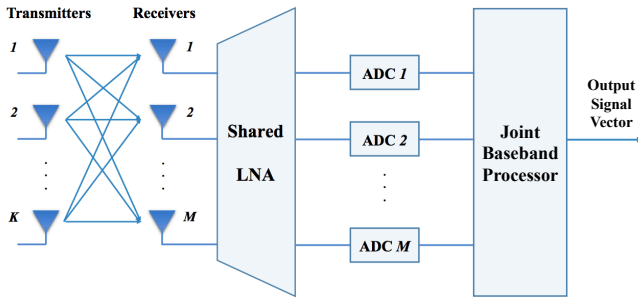 Transmitters Receivers
1 1
2 2
K M
Shared
LNA
ADC 1
ADC 2
ADC M
Joint
Baseband
Processor
Output
Signal
Vector